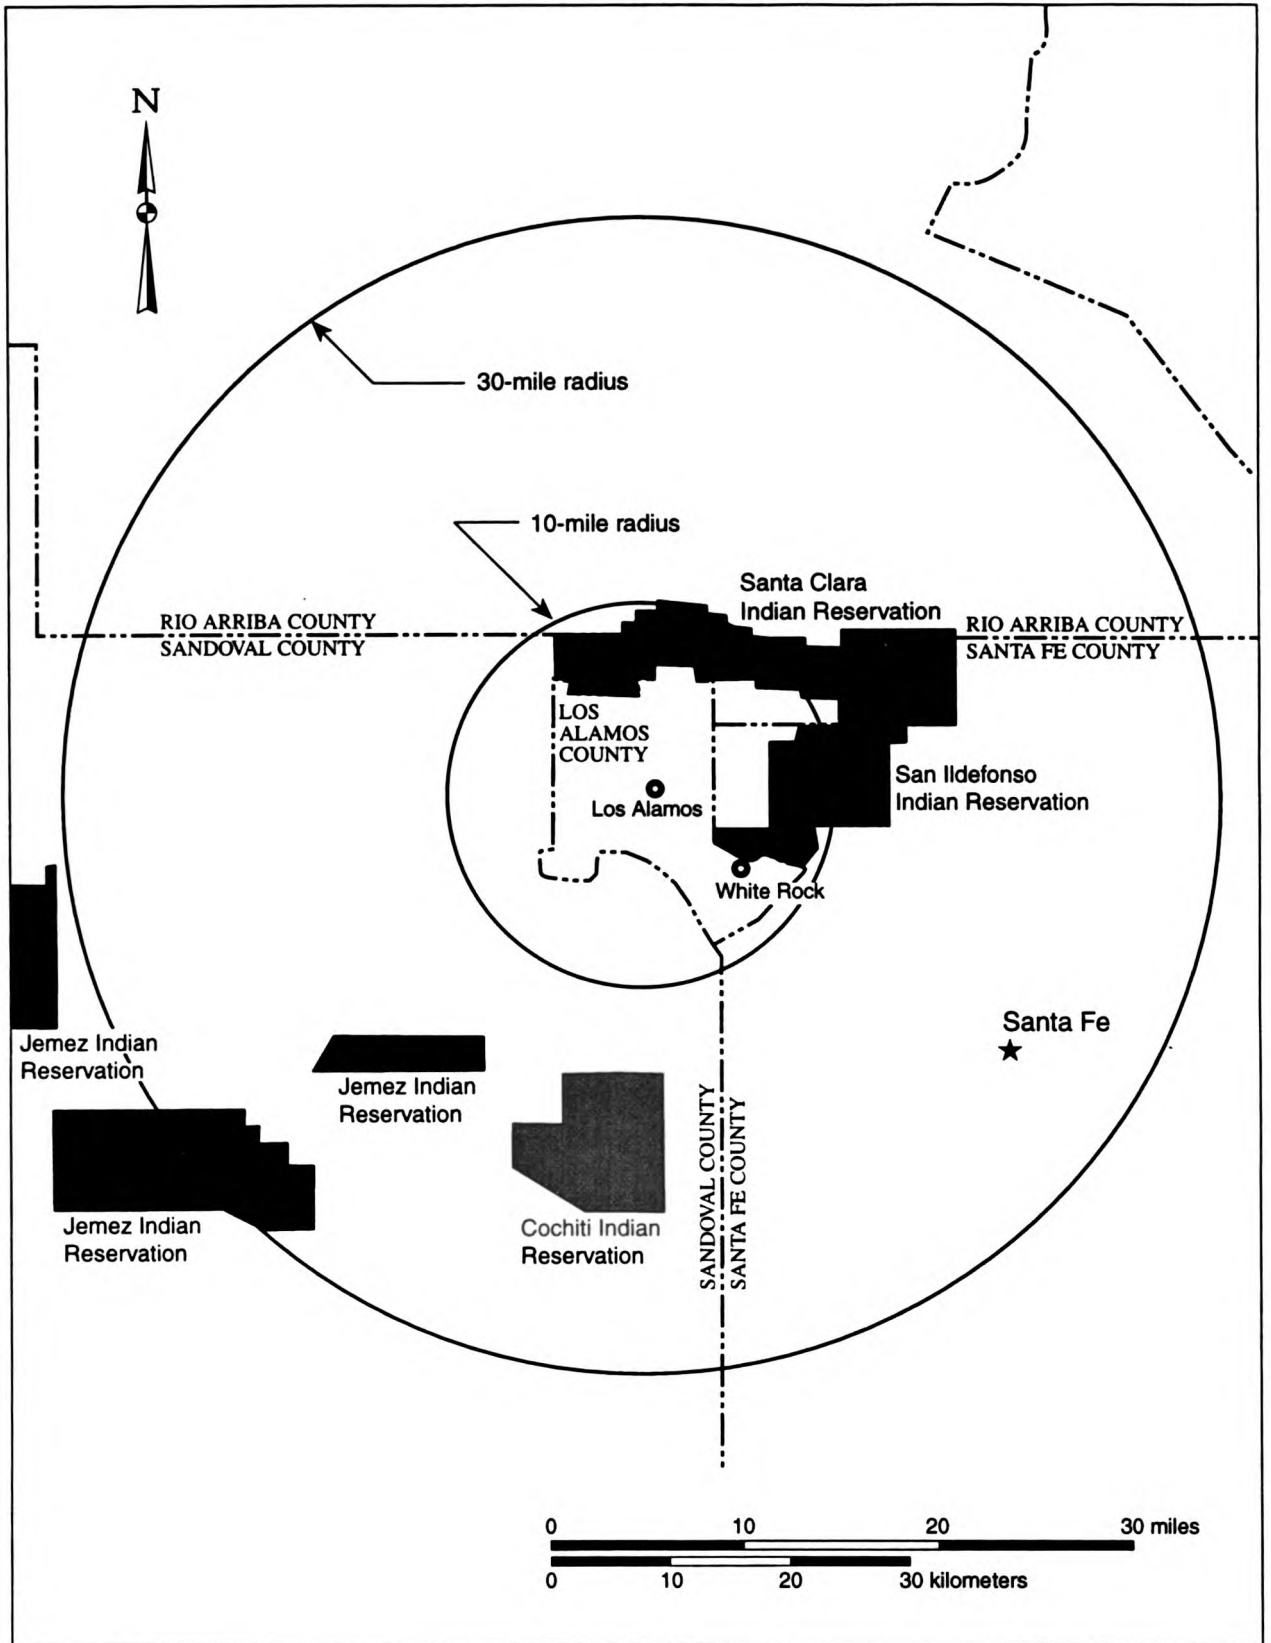 N
30-mile radius
10-mile radius
Santa Clara
Indian Reservation
RIO ARRIBA COUNTY
SANDOVAL COUNTY
RIO ARRIBA COUNTY
SANTA FE COUNTY
LOS
ALAMOS
COUNTY
San Ildefonso
Indian Reservation
Los Alamos
White Rock
Santa Fe
Jemez Indian
Reservation
Jemez Indian
Reservation
Jemez Indian
Reservation
Cochiti Indian
Reservation
SANDOVAL COUNTY
SANTA FE COUNTY
0 10 20 30 miles
0 10 20 30 kilometers